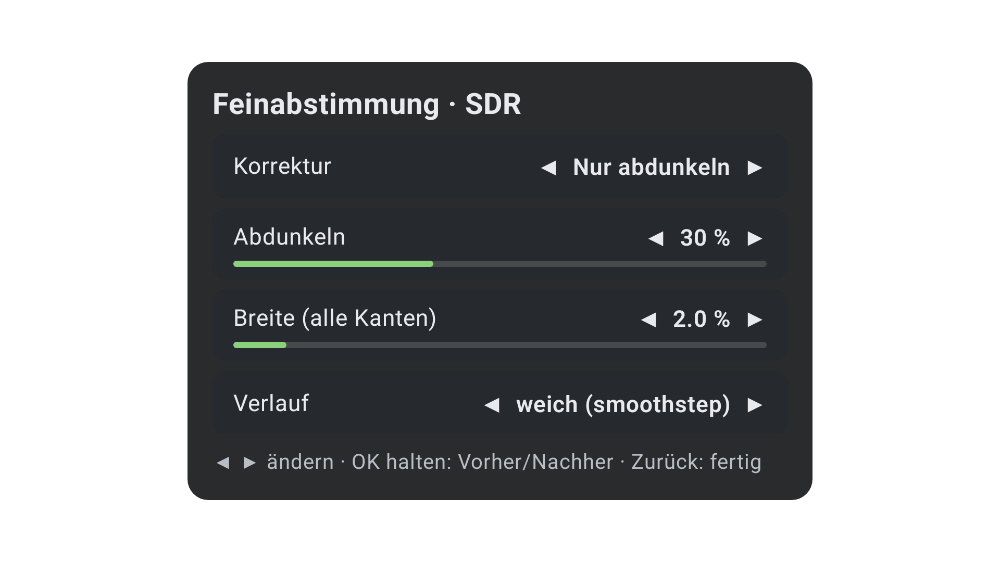 Feinabstimmung · SDR
Korrektur ◀ Nur abdunkeln ▶
Abdunkeln ◀ 30 % ▶
Breite (alle Kanten) ◀ 2.0 % ▶
Verlauf ◀ weich (smoothstep) ▶
◀ ▶ ändern · OK halten: Vorher/Nachher · Zurück: fertig